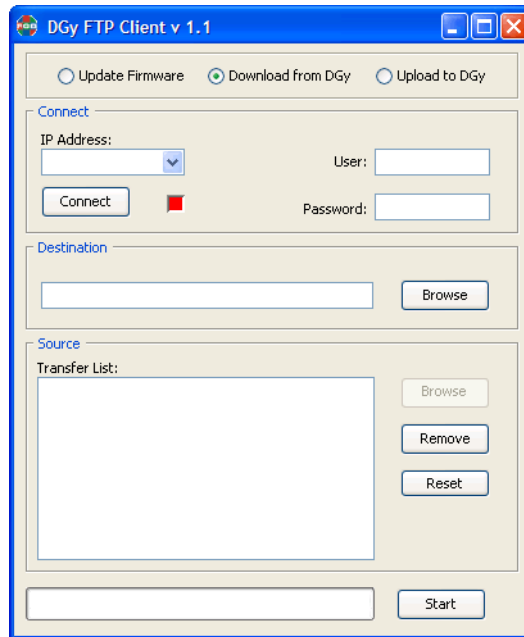 DGy FTP Client v 1.1
Update Firmware Download from DGy Upload to DGy
Connect
IP Address:
User:
Connect
Password:
Destination
Browse
Source
Transfer List:
Browse
Remove
Reset
Start